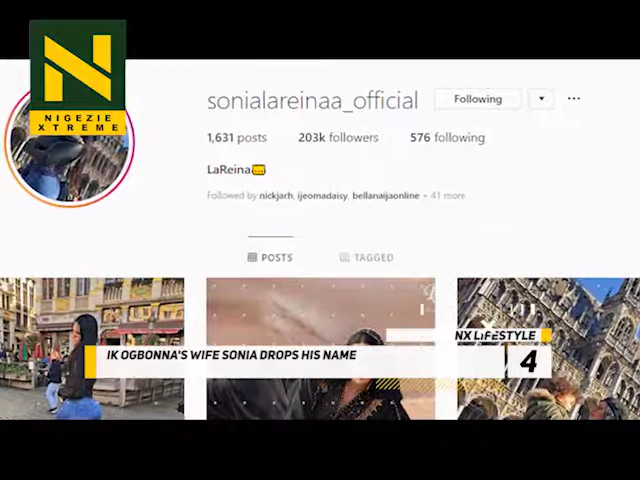 N
NIGEZIE
XTREME
sonialareinaa_official
Following
1,631 posts 203k followers 576 following
LaReinaa
Followed by nickjarh, ijeomadaisy, bellanaijaonline + 41 more
POSTS TAGGED
NX LIFESTYLE
IK OGBONNA'S WIFE SONIA DROPS HIS NAME
4